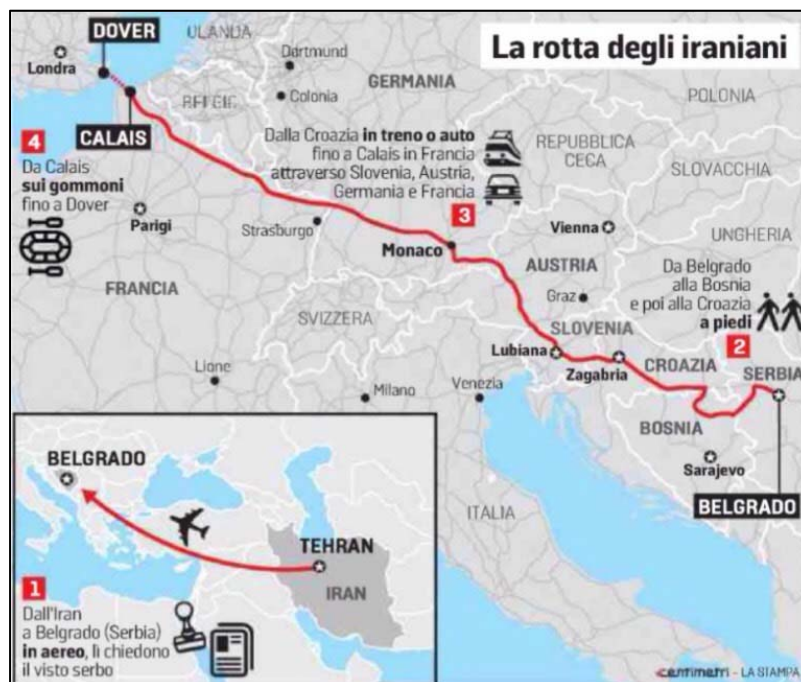 La rotta degli iraniani
DOVER
Londra
CALAIS
ULANDA
Dortmund
Colonia
GERMANIA
POLONIA
4
Da Calais
sui gommoni
fino a Dover
Dalla Croazia in treno o auto
fino a Calais in Francia
attraverso Slovenia, Austria,
Germania e Francia
3
REPUBBLICA
CECA
SLOVACCHIA
Parigi
Strasburgo
Monaco
Vienna
AUSTRIA
UNGHERIA
FRANCIA
SVIZZERA
Graz
Da Belgrado
alla Bosnia
e poi alla Croazia
a piedi
2
SLOVENIA
Lubiana
Zagabria
CROAZIA
SERBIA
Lione
Milano
Venezia
BOSNIA
Sarajevo
BELGRADO
ITALIA
BELGRADO
TEHRAN
IRAN
1
Dall'Iran
a Belgrado (Serbia)
in aereo, lì chiedono
il visto serbo
centimetri - LA STAMPA